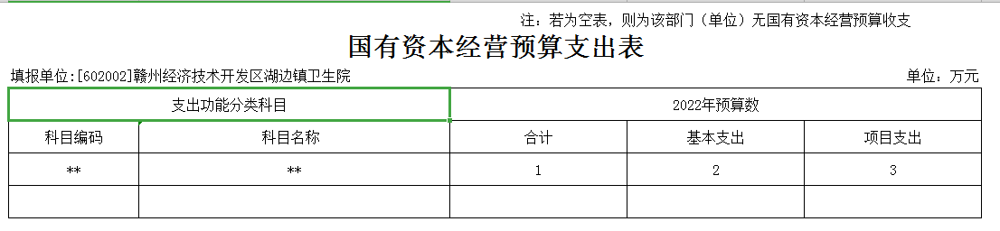 注：若为空表，则为该部门（单位）无国有资本经营预算收支
国有资本经营预算支出表
填报单位:[602002]赣州经济技术开发区湖边镇卫生院 单位：万元
支出功能分类科目 2022年预算数
科目编码 科目名称 合计 基本支出 项目支出
** ** 1 2 3